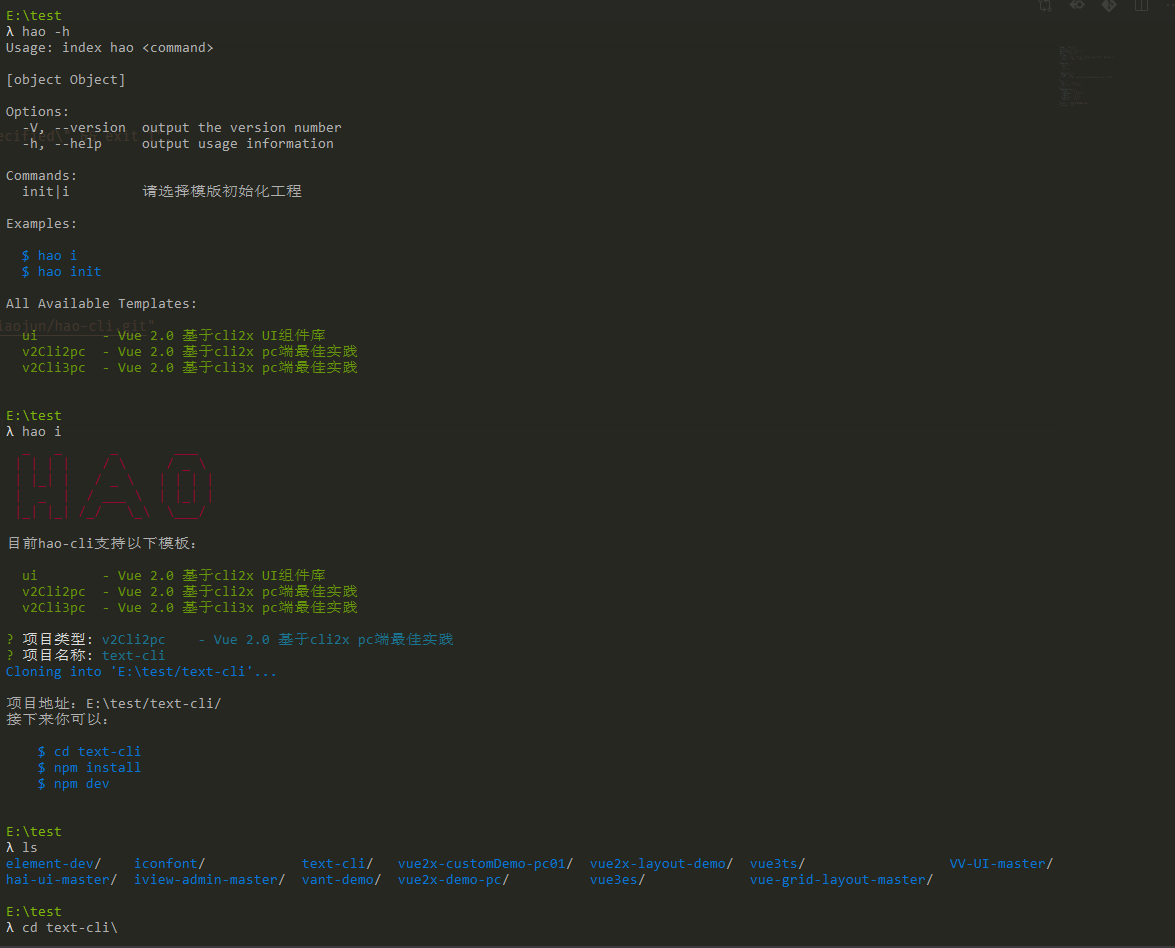 E:\test
λ hao -h
Usage: index hao <command>
[object Object]
Options:
-V, --version  output the version number
-h, --help     output usage information
Commands:
init|i         请选择模版初始化工程
Examples:
$ hao i
$ hao init
All Available Templates:
iaojun/hao-cli.git"
ui        - Vue 2.0 基于cli2x UI组件库
v2Cli2pc  - Vue 2.0 基于cli2x pc端最佳实践
v2Cli3pc  - Vue 2.0 基于cli3x pc端最佳实践
E:\test
λ hao i
HAO
目前hao-cli支持以下模板：
ui        - Vue 2.0 基于cli2x UI组件库
v2Cli2pc  - Vue 2.0 基于cli2x pc端最佳实践
v2Cli3pc  - Vue 2.0 基于cli3x pc端最佳实践
? 项目类型: v2Cli2pc    - Vue 2.0 基于cli2x pc端最佳实践
? 项目名称: text-cli
Cloning into 'E:\test/text-cli'...
项目地址：E:\test/text-cli/
接下来你可以：
$ cd text-cli
$ npm install
$ npm dev
E:\test
λ ls
element-dev/    iconfont/            text-cli/   vue2x-customDemo-pc01/  vue2x-layout-demo/  vue3ts/                  VV-UI-master/
hai-ui-master/  iview-admin-master/  vant-demo/  vue2x-demo-pc/          vue3es/             vue-grid-layout-master/
E:\test
λ cd text-cli\